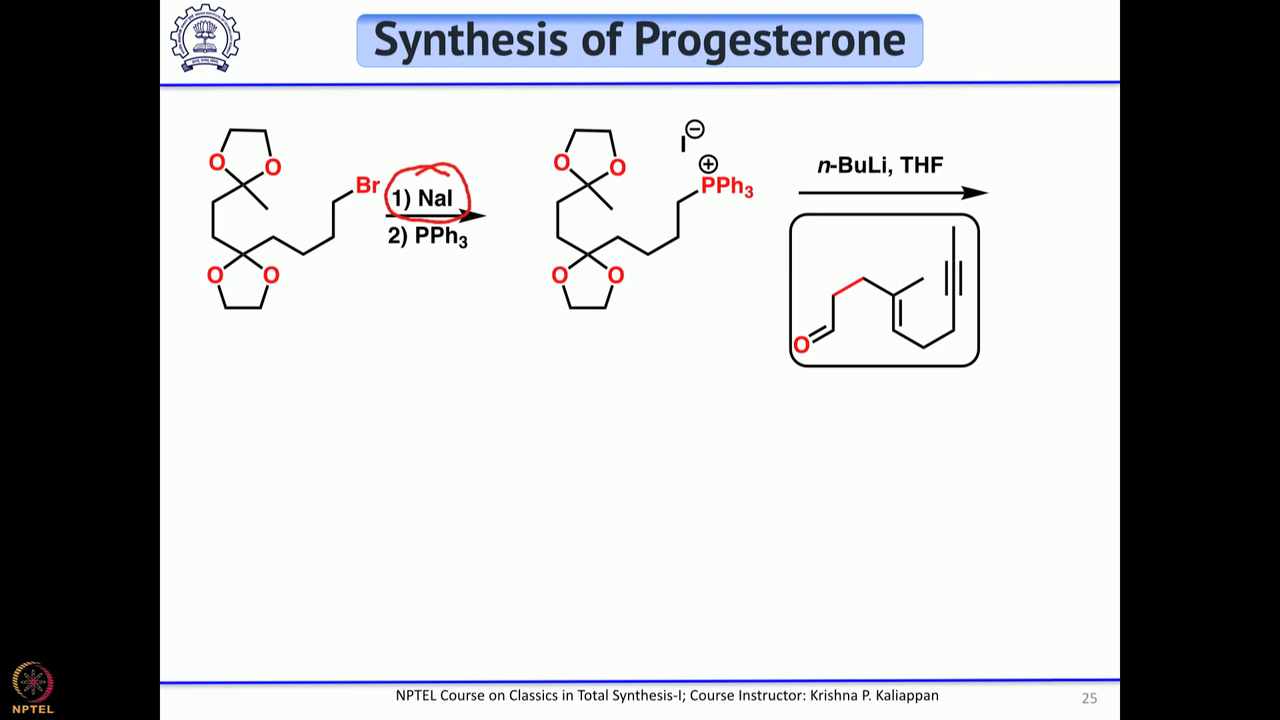 Synthesis of Progesterone
O O
Br
1) NaI
2) PPh3
O O
I⊖
⊕
O O
PPh3
O O
n-BuLi, THF
O
NPTEL Course on Classics in Total Synthesis-I; Course Instructor: Krishna P. Kaliappan
25
NPTEL